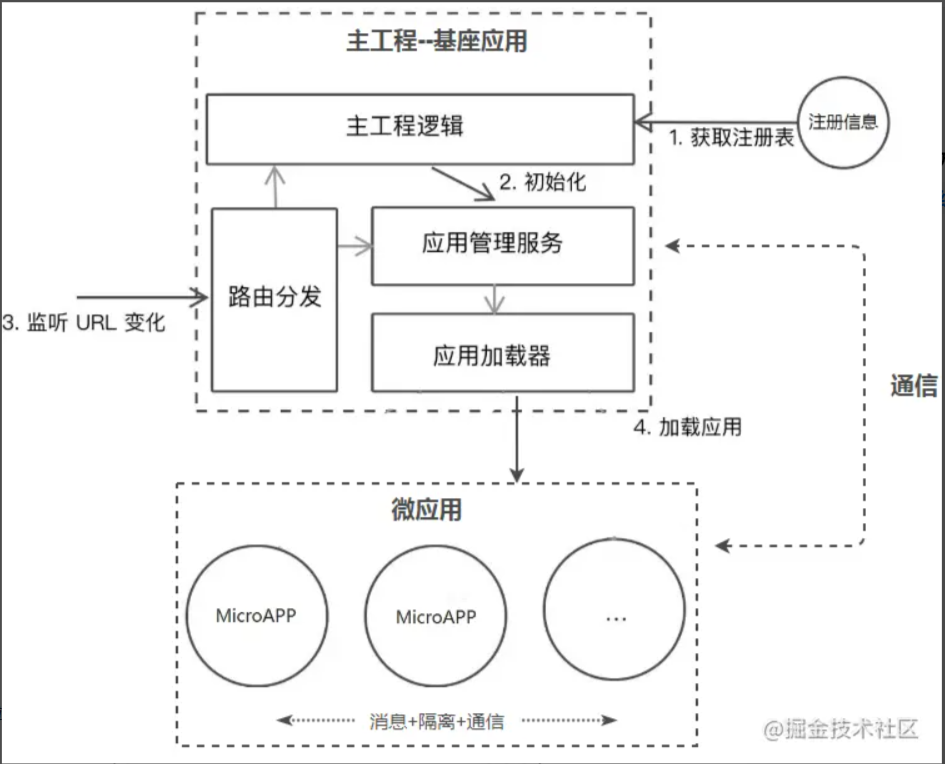 主工程--基座应用
主工程逻辑
注册信息
1. 获取注册表
2. 初始化
应用管理服务
路由分发
3. 监听 URL 变化
应用加载器
通信
4. 加载应用
微应用
MicroAPP
MicroAPP
...
消息+隔离+通信
@掘金技术社区